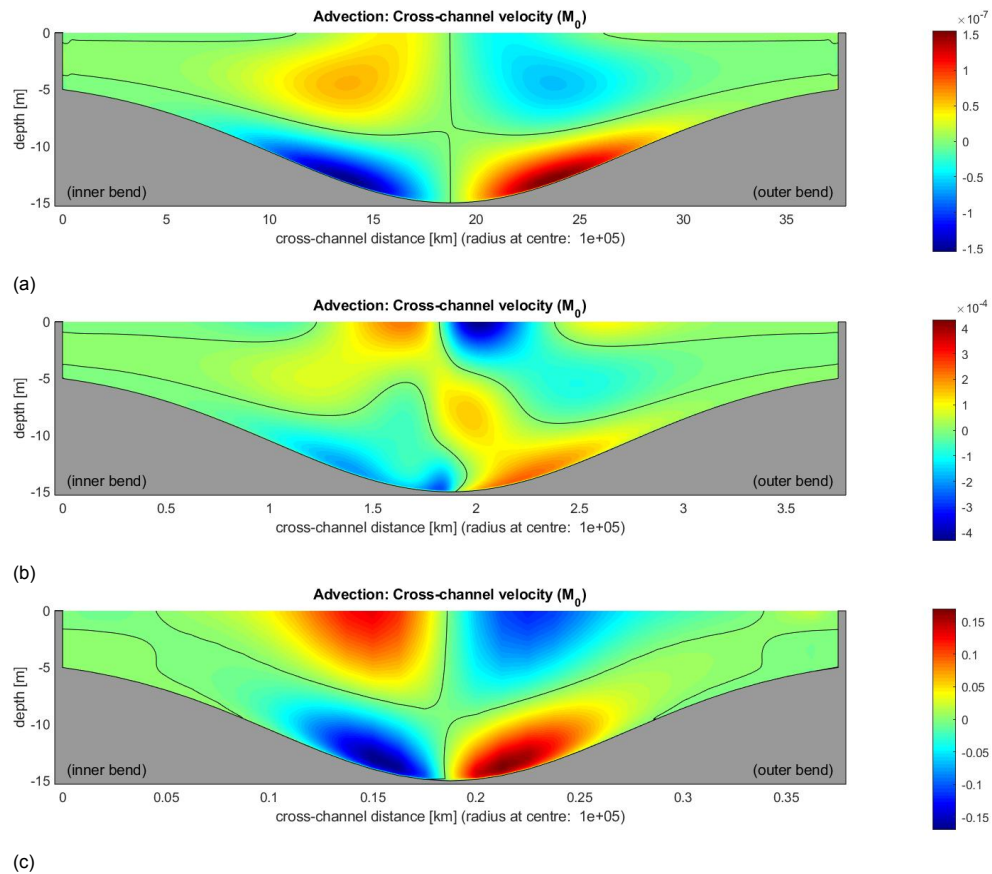 Advection: Cross-channel velocity (M0)
×10-7
0
-5
-10
-15
depth [m]
(inner bend)
(outer bend)
0 5 10 15 20 25 30 35
cross-channel distance [km] (radius at centre: 1e+05)
1.5
1
0.5
0
-0.5
-1
-1.5
(a)
Advection: Cross-channel velocity (M0)
×10-4
0
-5
-10
-15
depth [m]
(inner bend)
(outer bend)
0 0.5 1 1.5 2 2.5 3 3.5
cross-channel distance [km] (radius at centre: 1e+05)
4
3
2
1
0
-1
-2
-3
-4
(b)
Advection: Cross-channel velocity (M0)
0
-5
-10
-15
depth [m]
(inner bend)
(outer bend)
0 0.05 0.1 0.15 0.2 0.25 0.3 0.35
cross-channel distance [km] (radius at centre: 1e+05)
0.15
0.10
0.05
0.00
-0.05
-0.10
-0.15
(c)